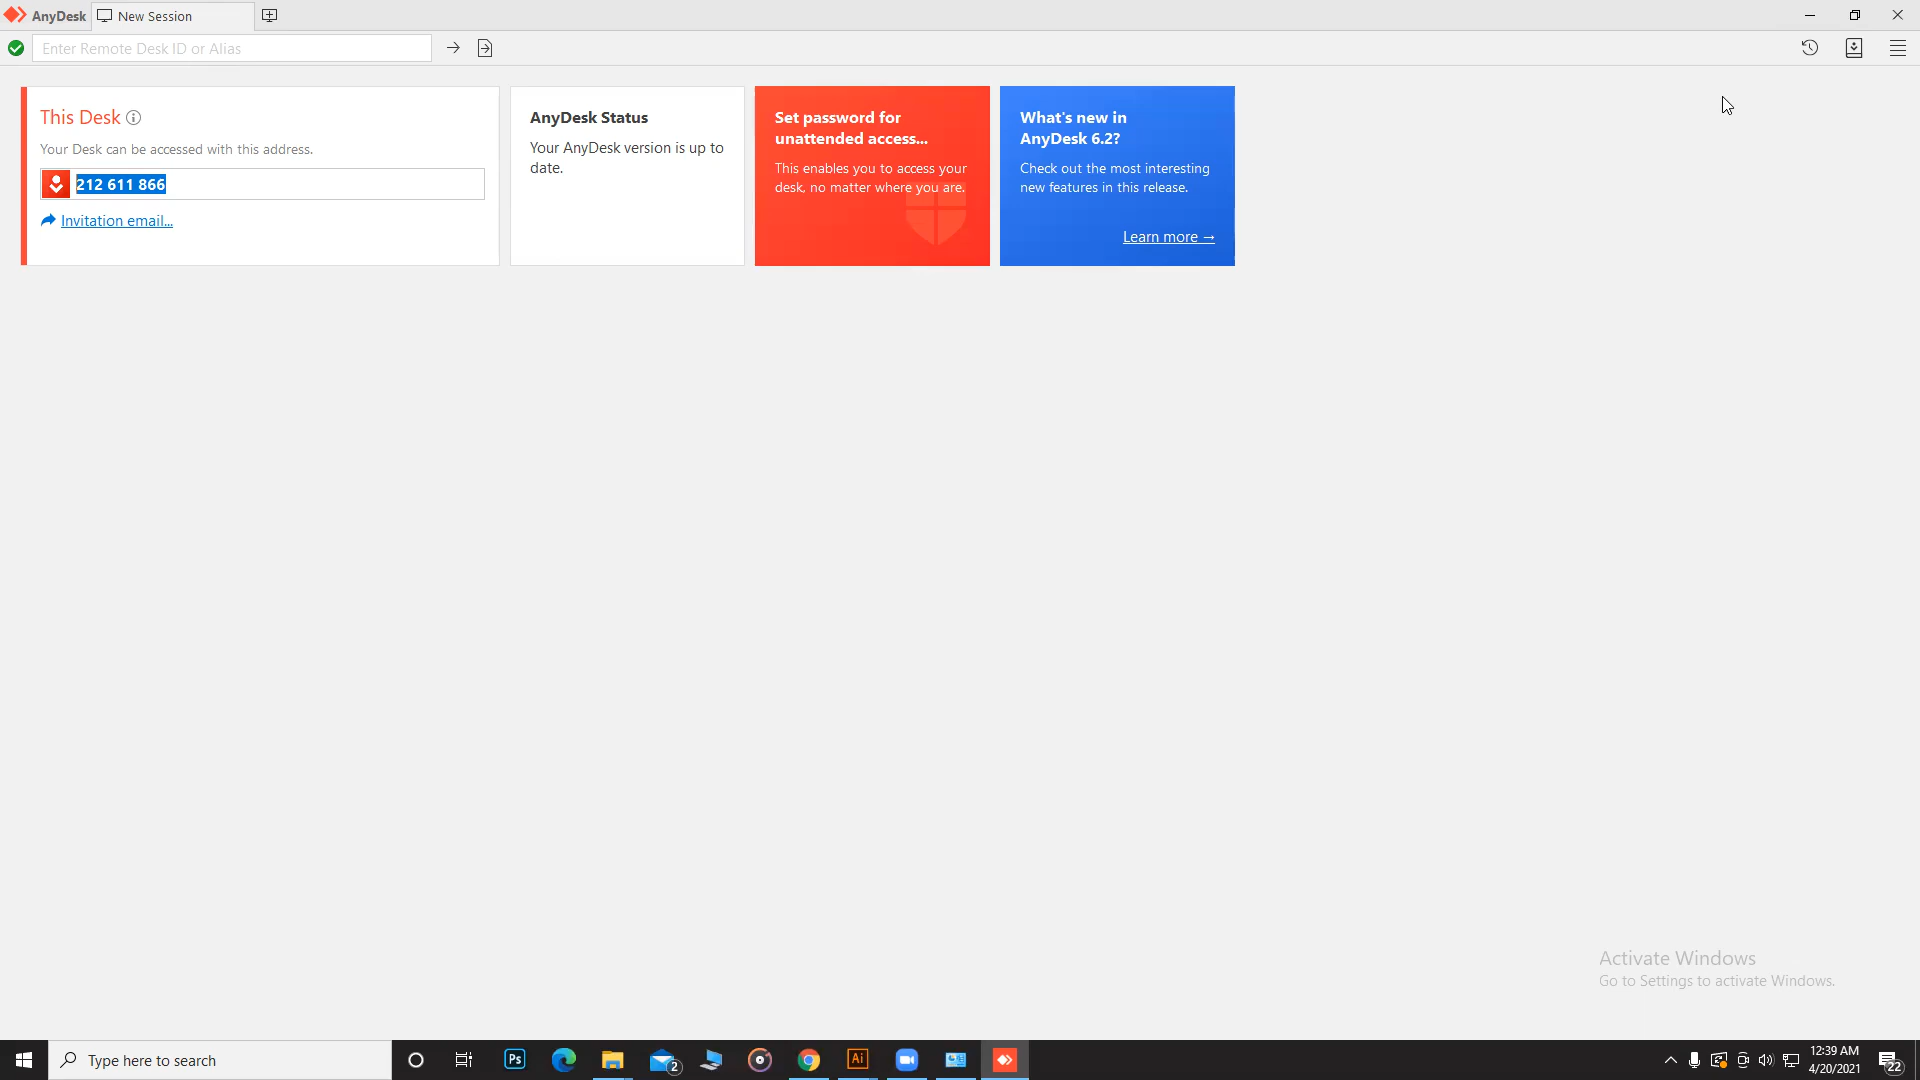 AnyDesk
New Session
Enter Remote Desk ID or Alias
This Desk
Your Desk can be accessed with this address.
212 611 866
Invitation email...
AnyDesk Status
Your AnyDesk version is up to
date.
Set password for
unattended access...
This enables you to access your
desk, no matter where you are.
What's new in
AnyDesk 6.2?
Check out the most interesting
new features in this release.
Learn more →
Activate Windows
Go to Settings to activate Windows.
Type here to search
Ps
2
Ai
12:39 AM
4/20/2021
22